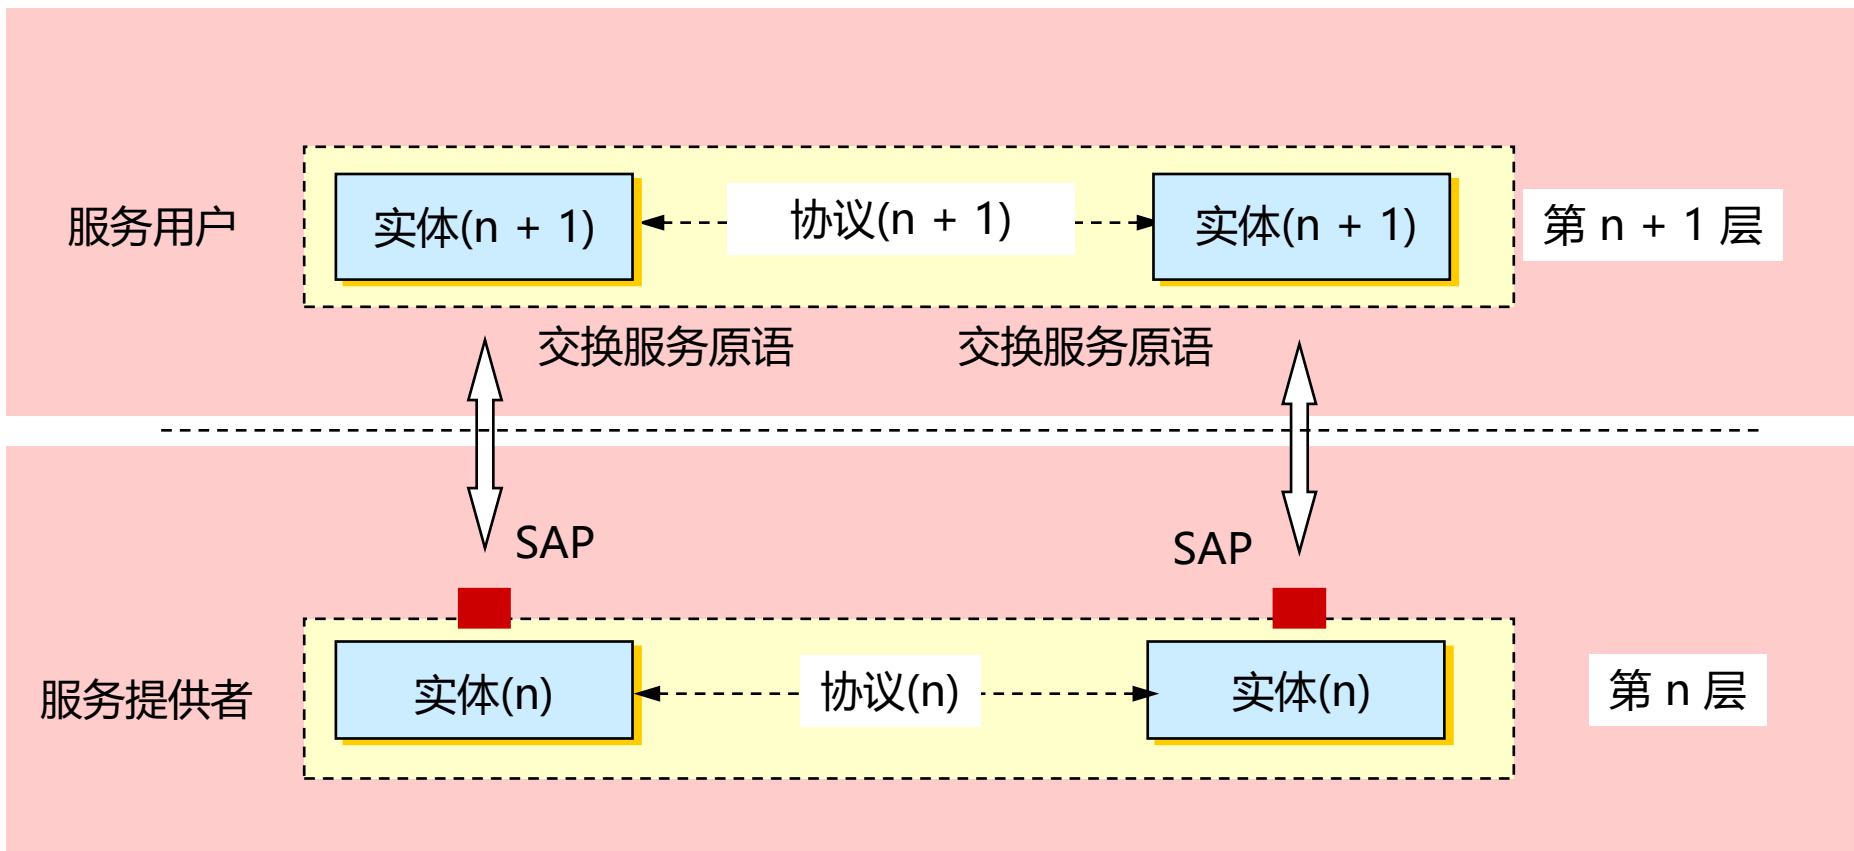 服务用户
实体(n + 1)
协议(n + 1)
实体(n + 1)
第 n + 1 层
交换服务原语
交换服务原语
SAP
SAP
服务提供者
实体(n)
协议(n)
实体(n)
第 n 层